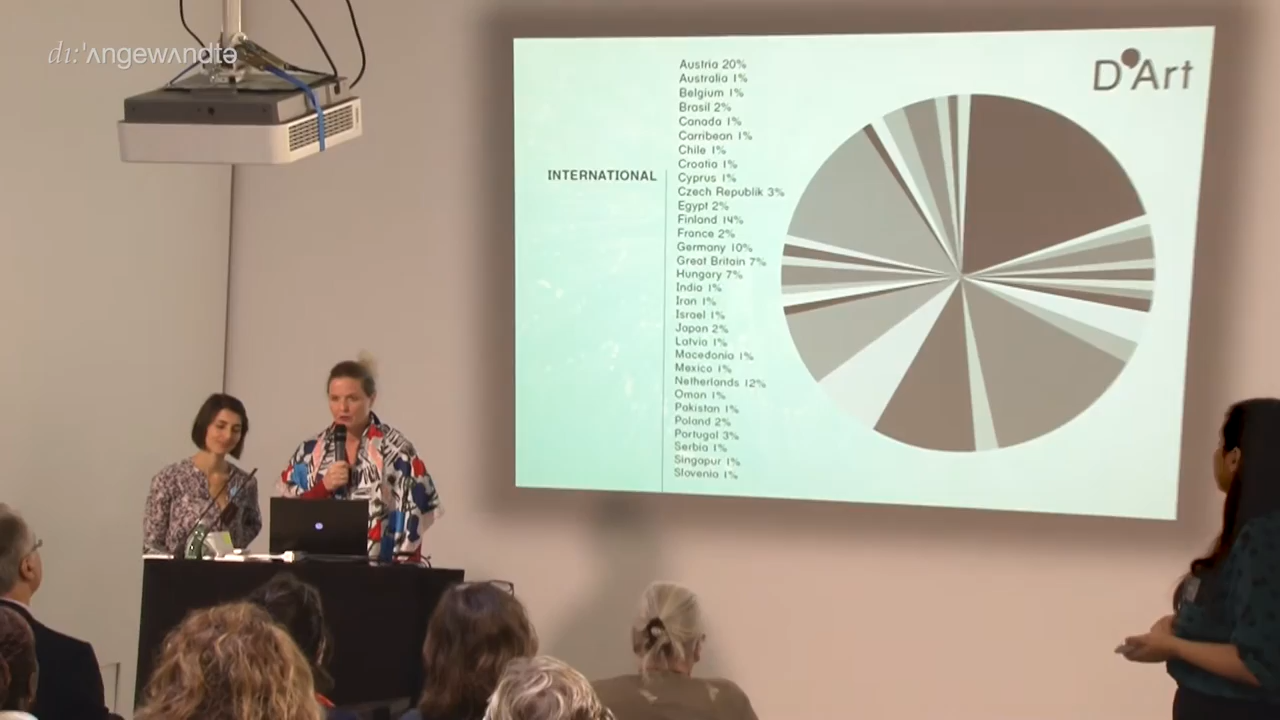 dı:'ʌngewʌndtə
D'Art
INTERNATIONAL
Austria 20%
Australia 1%
Belgium 1%
Brasil 2%
Canada 1%
Carribean 1%
Chile 1%
Croatia 1%
Cyprus 1%
Czech Republik 3%
Egypt 2%
Finland 14%
France 2%
Germany 10%
Great Britain 7%
Hungary 7%
India 1%
Iran 1%
Israel 1%
Japan 2%
Latvia 1%
Macedonia 1%
Mexico 1%
Netherlands 12%
Oman 1%
Pakistan 1%
Poland 2%
Portugal 3%
Serbia 1%
Singapur 1%
Slovenia 1%